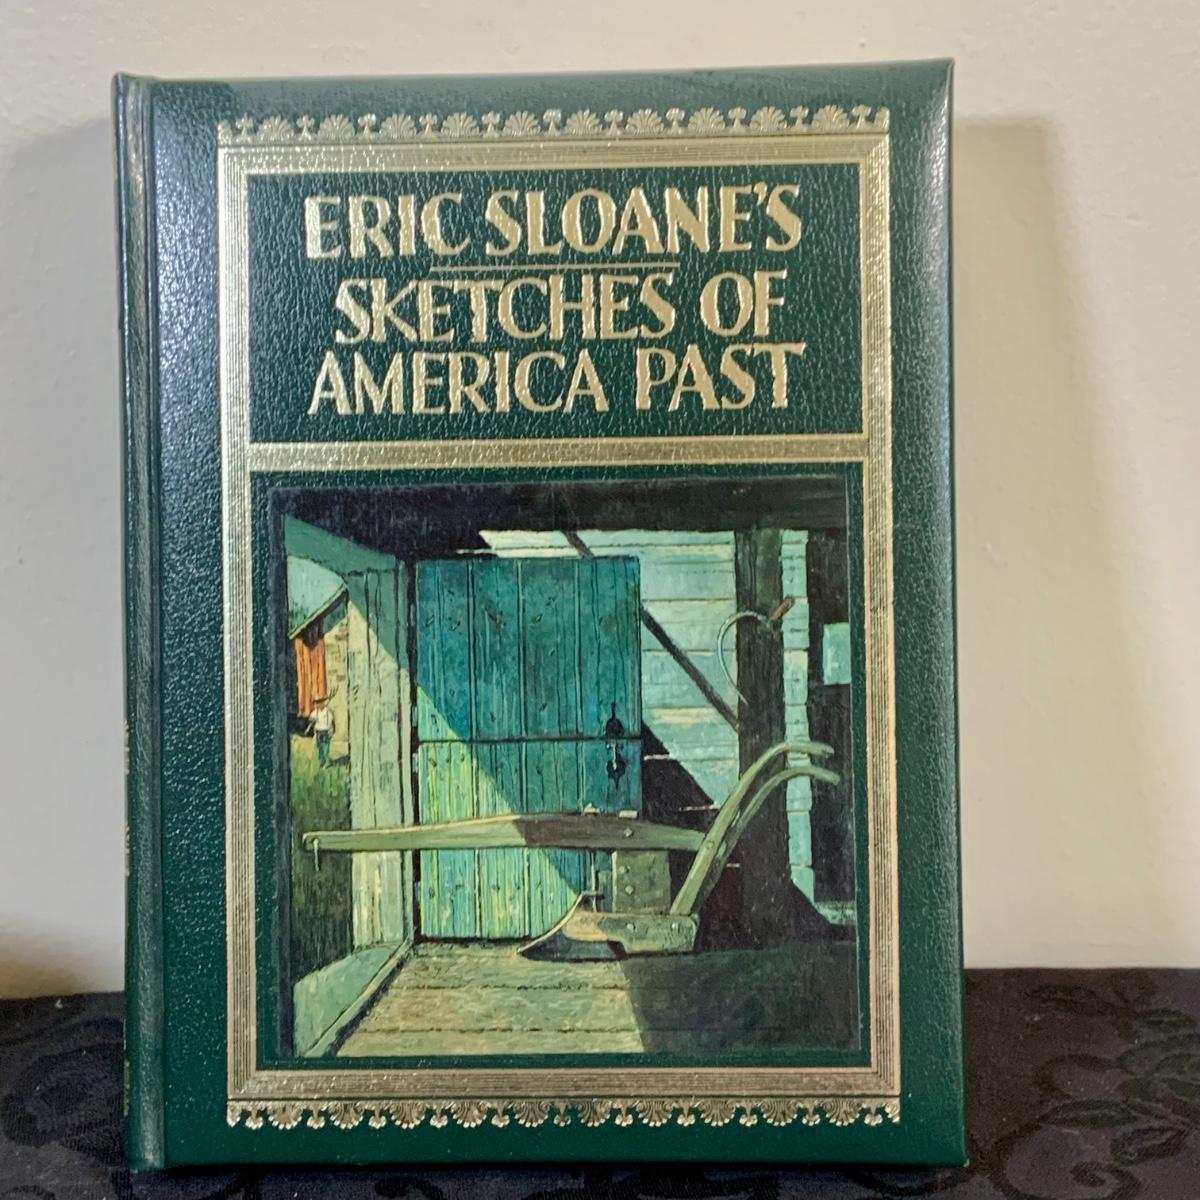 ERIC SLOANE'S
SKETCHES OF
AMERICA PAST